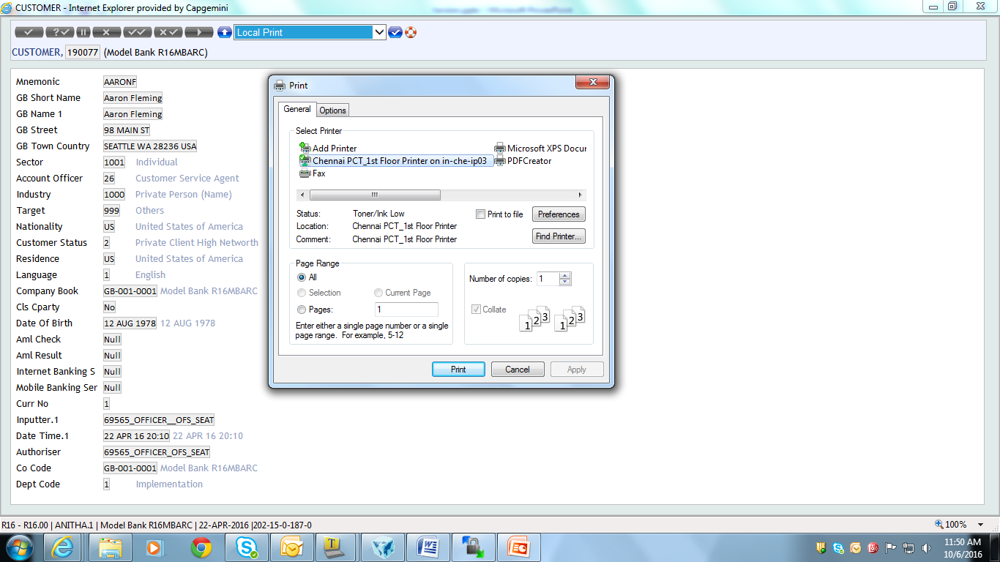 CUSTOMER - Internet Explorer provided by Capgemini
Local Print
CUSTOMER, 190077 (Model Bank R16MBARC)
Mnemonic AARONF
GB Short Name Aaron Fleming
GB Name 1 Aaron Fleming
GB Street 98 MAIN ST
GB Town Country SEATTLE WA 28236 USA
Sector 1001 Individual
Account Officer 26 Customer Service Agent
Industry 1000 Private Person (Name)
Target 999 Others
Nationality US United States of America
Customer Status 2 Private Client High Networth
Residence US United States of America
Language 1 English
Company Book GB-001-0001 Model Bank R16MBARC
Cls Cparty No
Date Of Birth 12 AUG 1978 12 AUG 1978
Aml Check Null
Aml Result Null
Internet Banking S Null
Mobile Banking Ser Null
Curr No 1
Inputter.1 69565_OFFICER__OFS_SEAT
Date Time.1 22 APR 16 20:10 22 APR 16 20:10
Authoriser 69565_OFFICER_OFS_SEAT
Co Code GB-001-0001 Model Bank R16MBARC
Dept Code 1 Implementation
Print
General Options
Select Printer
Add Printer Microsoft XPS Docur
Chennai PCT_1st Floor Printer on in-che-ip03 PDFCreator
Fax
Status: Toner/Ink Low Print to file Preferences
Location: Chennai PCT_1st Floor Printer
Comment: Chennai PCT_1st Floor Printer Find Printer...
Page Range
All
Selection Current Page
Pages: 1
Enter either a single page number or a single
page range. For example, 5-12
Number of copies: 1
Collate
1 2 3 1 2 3
Print Cancel Apply
R16 - R16.00 | ANITHA.1 | Model Bank R16MBARC | 22-APR-2016 |202-15-0-187-0
100%
11:50 AM
10/6/2016